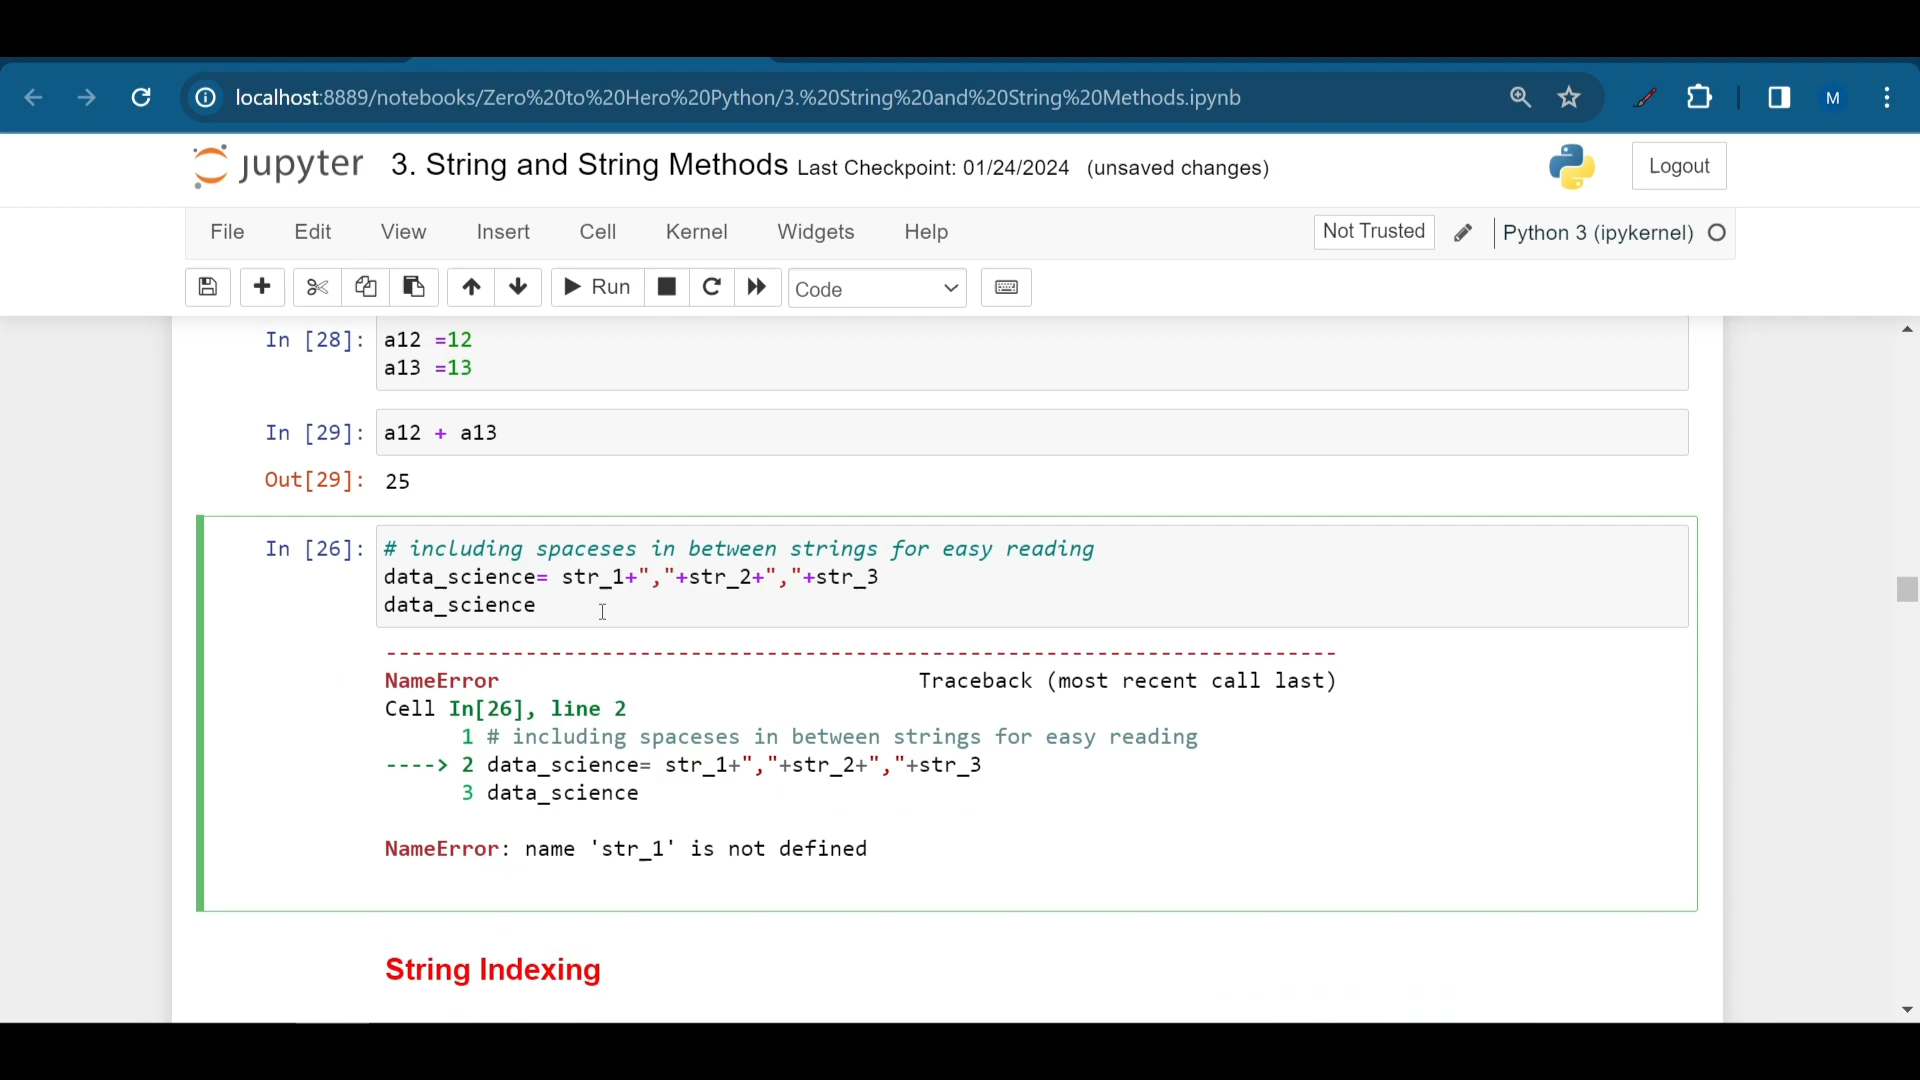 localhost:8889/notebooks/Zero%20to%20Hero%20Python/3.%20String%20and%20String%20Methods.ipynb
M
jupyter 3. String and String Methods Last Checkpoint: 01/24/2024 (unsaved changes)
Logout
File Edit View Insert Cell Kernel Widgets Help Not Trusted Python 3 (ipykernel)
Run Code
In [28]: a12 =12
a13 =13
In [29]: a12 + a13
Out[29]: 25
In [26]: # including spaceses in between strings for easy reading
data_science= str_1+","+str_2+","+str_3
data_science
---------------------------------------------------------------------------
NameError Traceback (most recent call last)
Cell In[26], line 2
1 # including spaceses in between strings for easy reading
----> 2 data_science= str_1+","+str_2+","+str_3
3 data_science
NameError: name 'str_1' is not defined
String Indexing